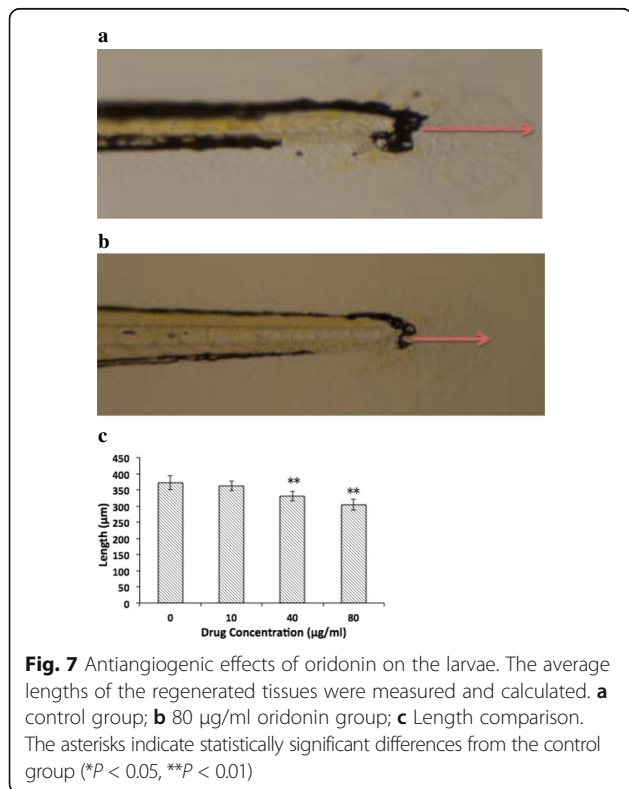 a
b
c
450
400
350
300
250
200
150
100
50
0
Length (µm)
**
**
0 10 40 80
Drug Concentration (µg/ml)
Fig. 7 Antiangiogenic effects of oridonin on the larvae. The average
lengths of the regenerated tissues were measured and calculated. a
control group; b 80 µg/ml oridonin group; c Length comparison.
The asterisks indicate statistically significant differences from the control
group (*P < 0.05, **P < 0.01)